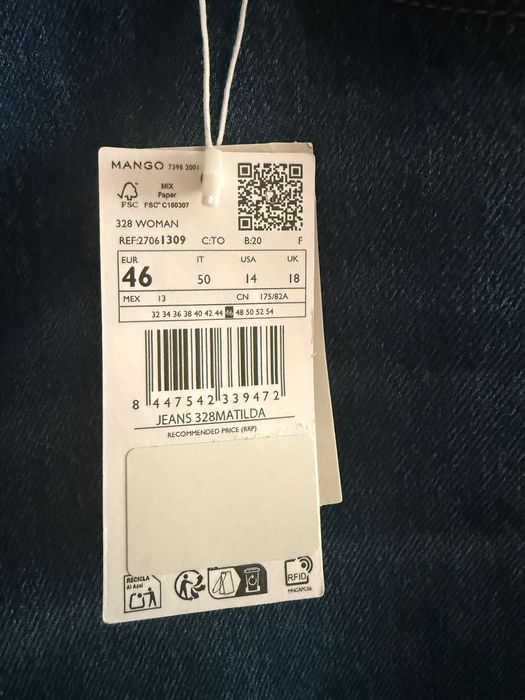 MANGO 7398 2001
FSC
MIX
Paper
FSC® C160307
328 WOMAN
REF:27061309 C:TO B:20 F
EUR IT USA UK
46 50 14 18
MEX 13 CN 175/82A
32 34 36 38 40 42 44 46 48 50 52 54
8 447542 339472
JEANS 328MATILDA
RECOMMENDED PRICE (RRP)
RECICLA
Al Azul
RFID
MNGRPC06